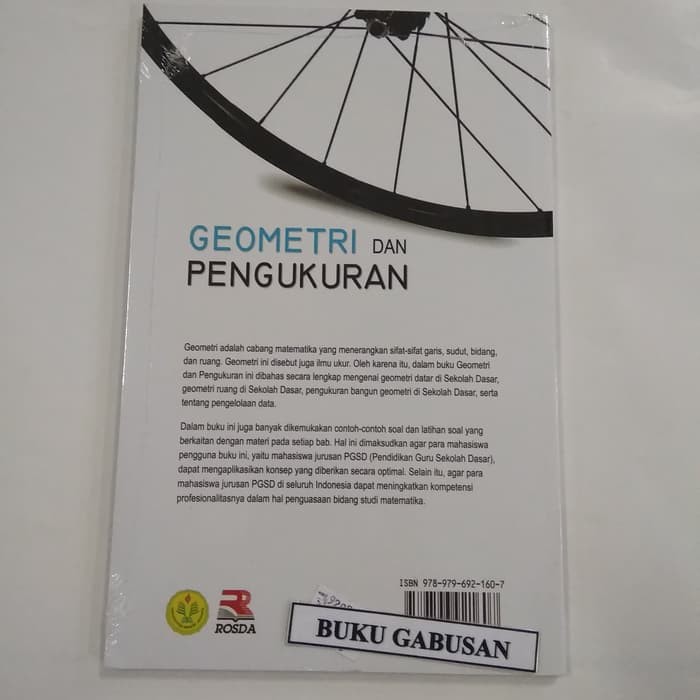 GEOMETRI DAN
PENGUKURAN
Geometri adalah cabang matematika yang menerangkan sifat-sifat garis, sudut, bidang,
dan ruang. Geometri ini disebut juga ilmu ukur. Oleh karena itu, dalam buku Geometri
dan Pengukuran ini dibahas secara lengkap mengenai geometri datar di Sekolah Dasar,
geometri ruang di Sekolah Dasar, pengukuran bangun geometri di Sekolah Dasar, serta
tentang pengelolaan data.
Dalam buku ini juga banyak dikemukakan contoh-contoh soal dan latihan soal yang
berkaitan dengan materi pada setiap bab. Hal ini dimaksudkan agar para mahasiswa
pengguna buku ini, yaitu mahasiswa jurusan PGSD (Pendidikan Guru Sekolah Dasar),
dapat mengaplikasikan konsep yang diberikan secara optimal. Selain itu, agar para
mahasiswa jurusan PGSD di seluruh Indonesia dapat meningkatkan kompetensi
profesionalitasnya dalam hal penguasaan bidang studi matematika.
ISBN 978-979-692-160-7
ROSDA
BUKU GABUSAN